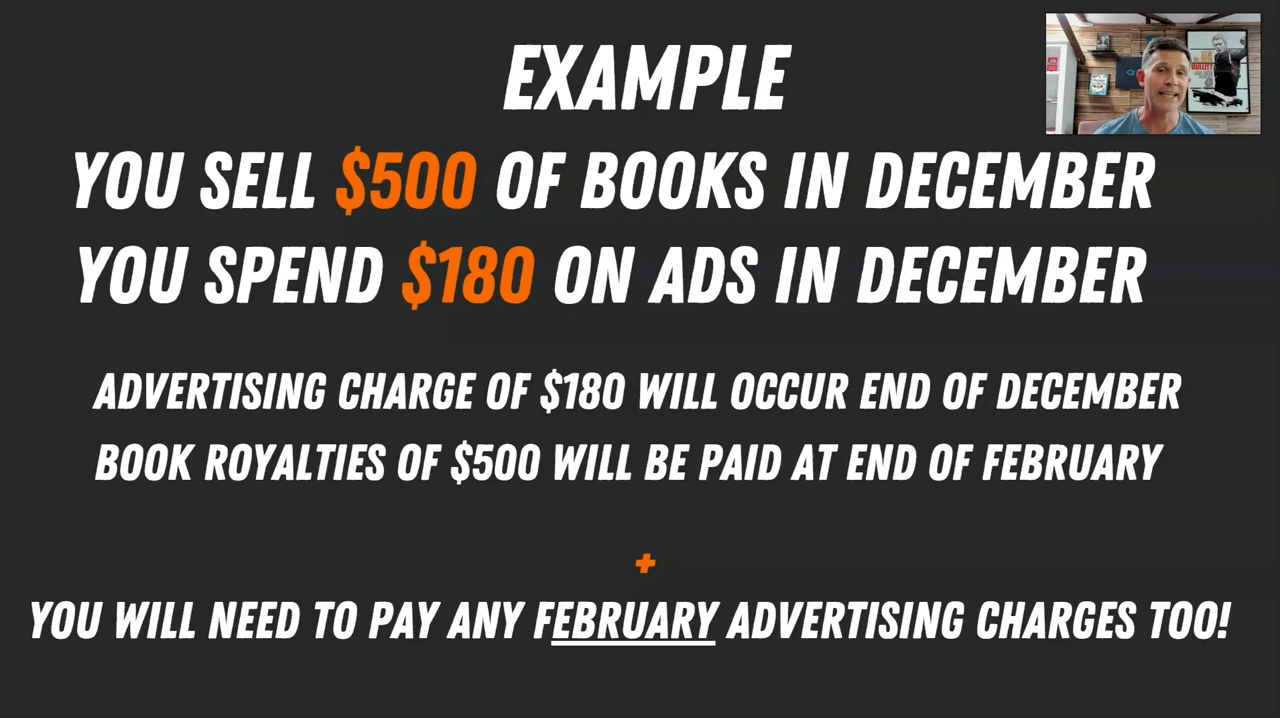 EXAMPLE
YOU SELL $500 OF BOOKS IN DECEMBER
YOU SPEND $180 ON ADS IN DECEMBER
ADVERTISING CHARGE OF $180 WILL OCCUR END OF DECEMBER
BOOK ROYALTIES OF $500 WILL BE PAID AT END OF FEBRUARY
+
YOU WILL NEED TO PAY ANY FEBRUARY ADVERTISING CHARGES TOO!